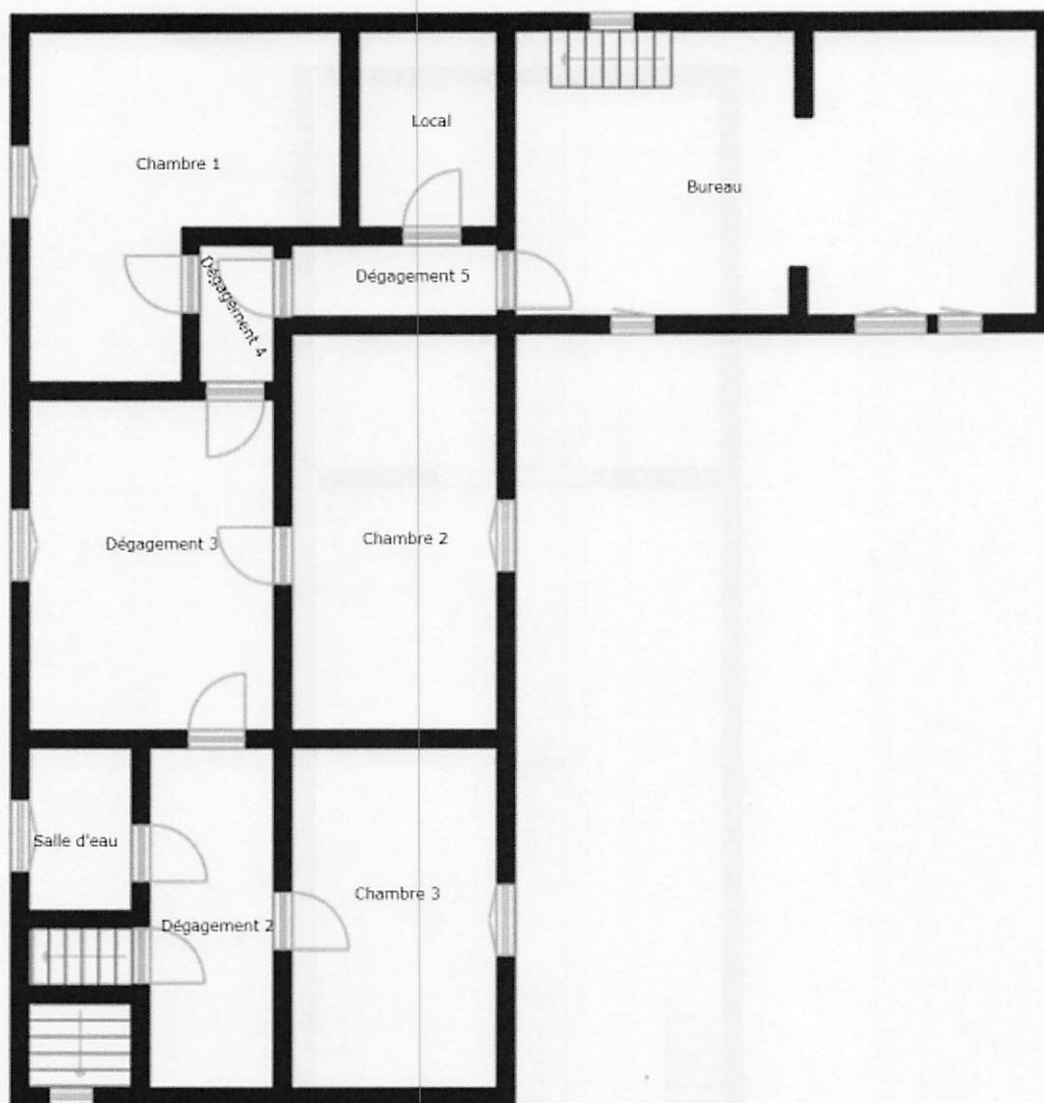 Local
Chambre 1
Bureau
Dégagement 5
Dégagement 4
Chambre 2
Dégagement 3
Salle d'eau
Chambre 3
Dégagement 2